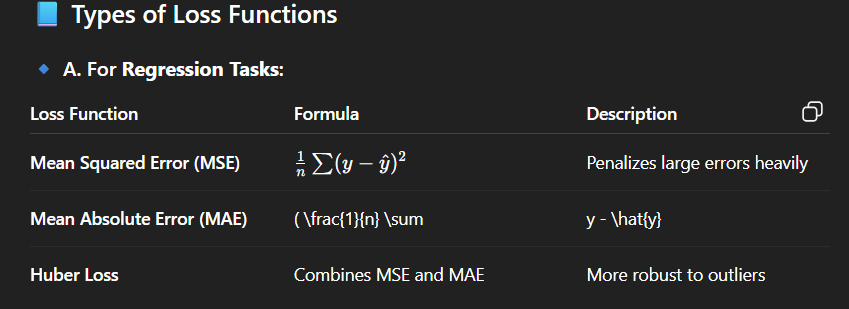 📘 Types of Loss Functions
🔹 A. For Regression Tasks:
Loss Function Formula Description
Mean Squared Error (MSE) \frac{1}{n} \sum (y - \hat{y})^2 Penalizes large errors heavily
Mean Absolute Error (MAE) ( \frac{1}{n} \sum y - \hat{y}
Huber Loss Combines MSE and MAE More robust to outliers